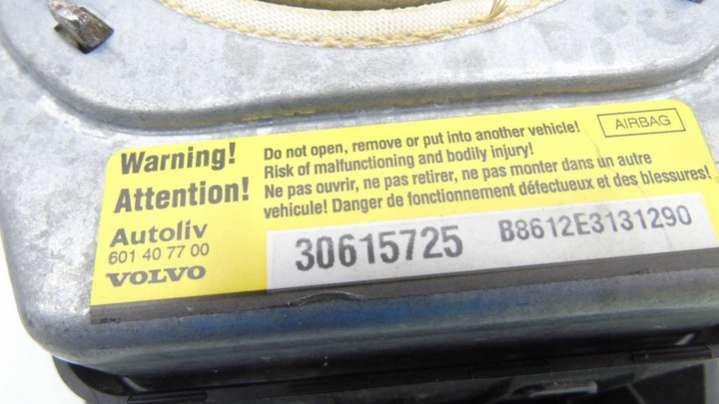 Warning!
Attention!
Autoliv
601 40 77 00
VOLVO
Do not open, remove or put into another vehicle!
Risk of malfunctioning and bodily injury!
Ne pas ouvrir, ne pas retirer, ne pas monter dans un autre
vehicule! Danger de fonctionnement défectueux et des blessures!
AIRBAG
30615725
B8612E3131290